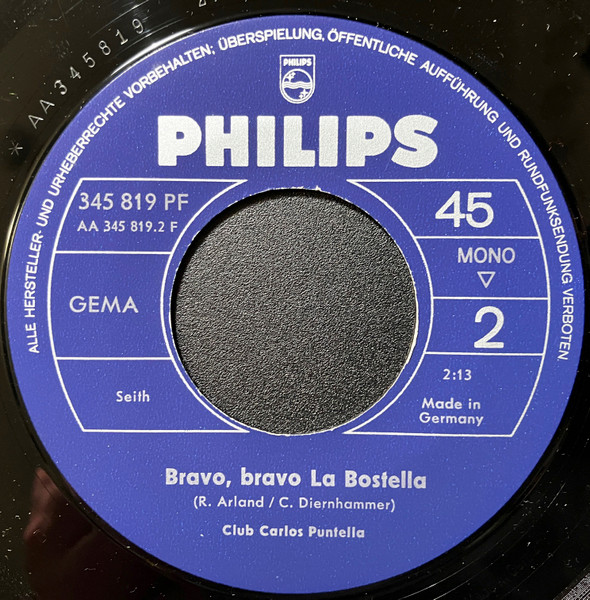 * AA 345819
ALLE HERSTELLER- UND URHEBERRECHTE VORBEHALTEN; ÜBERSPIELUNG, ÖFFENTLICHE AUFFÜHRUNG UND RUNDFUNKSENDUNG VERBOTEN.
PHILIPS
PHILIPS
345 819 PF
AA 345 819.2 F
GEMA
Seith
45
MONO
2
2:13
Made in
Germany
Bravo, bravo La Bostella
(R. Arland / C. Diernhammer)
Club Carlos Puntella